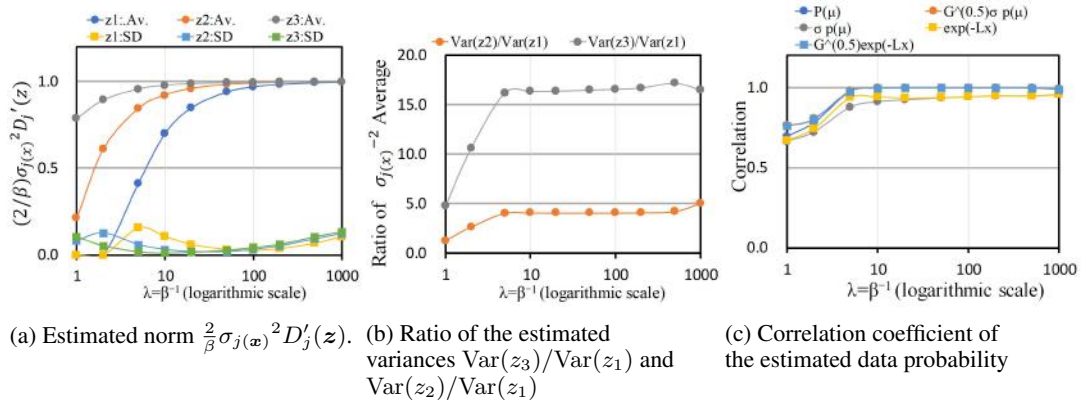 z1:.Av. z2:Av. z3:Av.
z1:SD z2:SD z3:SD
(2/β)σj(x)²Dj′(z)
1.0
0.5
0.0
1 10 100 1000
λ=β⁻¹(logarithmic scale)
(a) Estimated norm 2/β σj(x)²D′j(z).
Var(z2)/Var(z1) Var(z3)/Var(z1)
Ratio of σj(x)⁻² Average
20.0
15.0
10.0
5.0
0.0
1 10 100 1000
λ=β⁻¹(logarithmic scale)
(b) Ratio of the estimated
variances Var(z3)/Var(z1) and
Var(z2)/Var(z1)
P(μ) G^(0.5)σ p(μ)
σ p(μ) exp(-Lx)
G^(0.5)exp(-Lx)
Correlation
1.0
0.5
0.0
1 10 100 1000
λ=β⁻¹(logarithmic scale)
(c) Correlation coefficient of
the estimated data probability